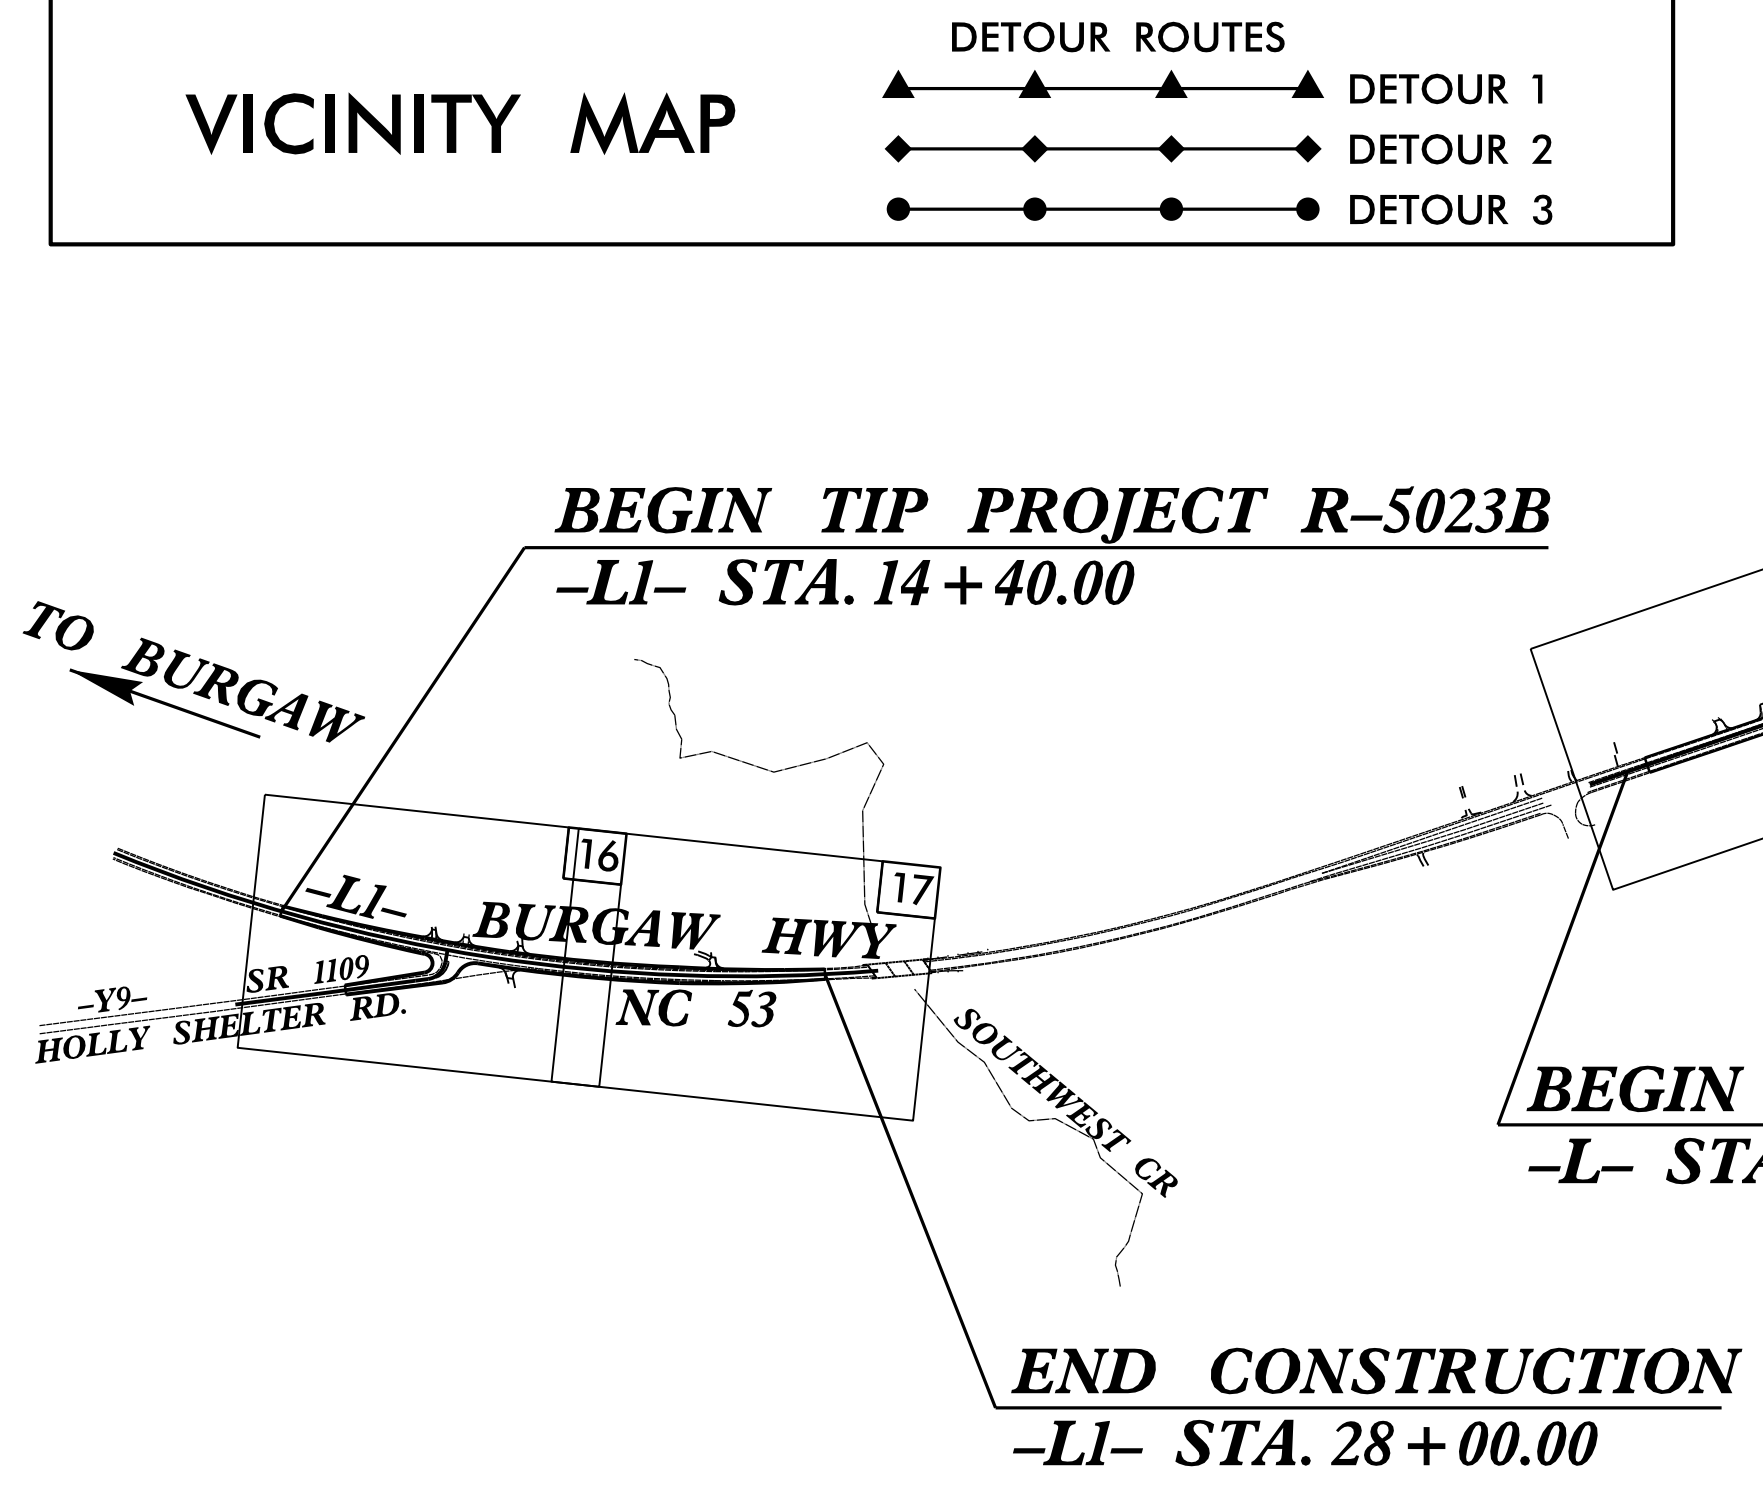 DETOUR ROUTES
VICINITY MAP
DETOUR 1
DETOUR 2
DETOUR 3
BEGIN TIP PROJECT R–5023B
–L1– STA. 14+40.00
TO BURGAW
16
17
–L1–
BURGAW HWY
SR 1109
–Y9–
HOLLY SHELTER RD.
NC 53
SOUTHWEST CR
BEGIN
–L– STA
END CONSTRUCTION
–L1– STA. 28+00.00